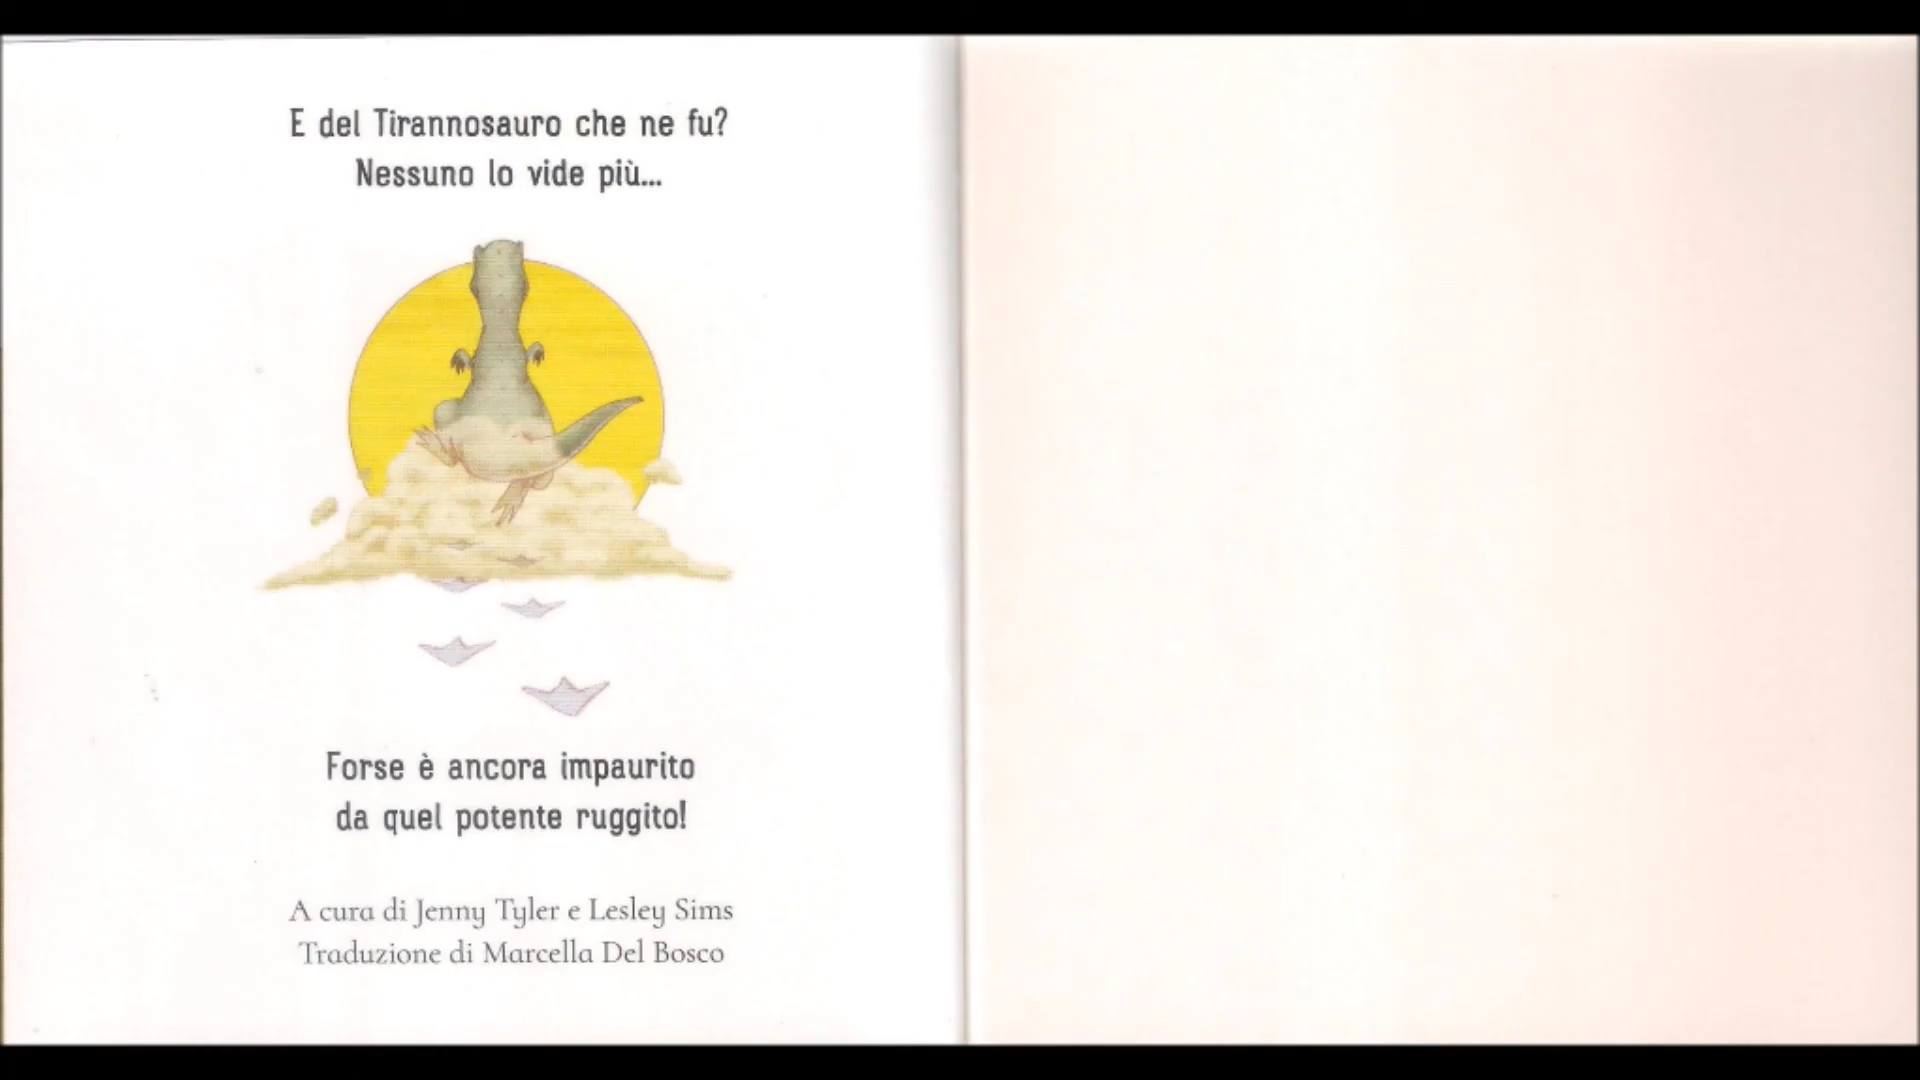 E del Tirannosauro che ne fu?
Nessuno lo vide più...
Forse è ancora impaurito
da quel potente ruggito!
A cura di Jenny Tyler e Lesley Sims
Traduzione di Marcella Del Bosco